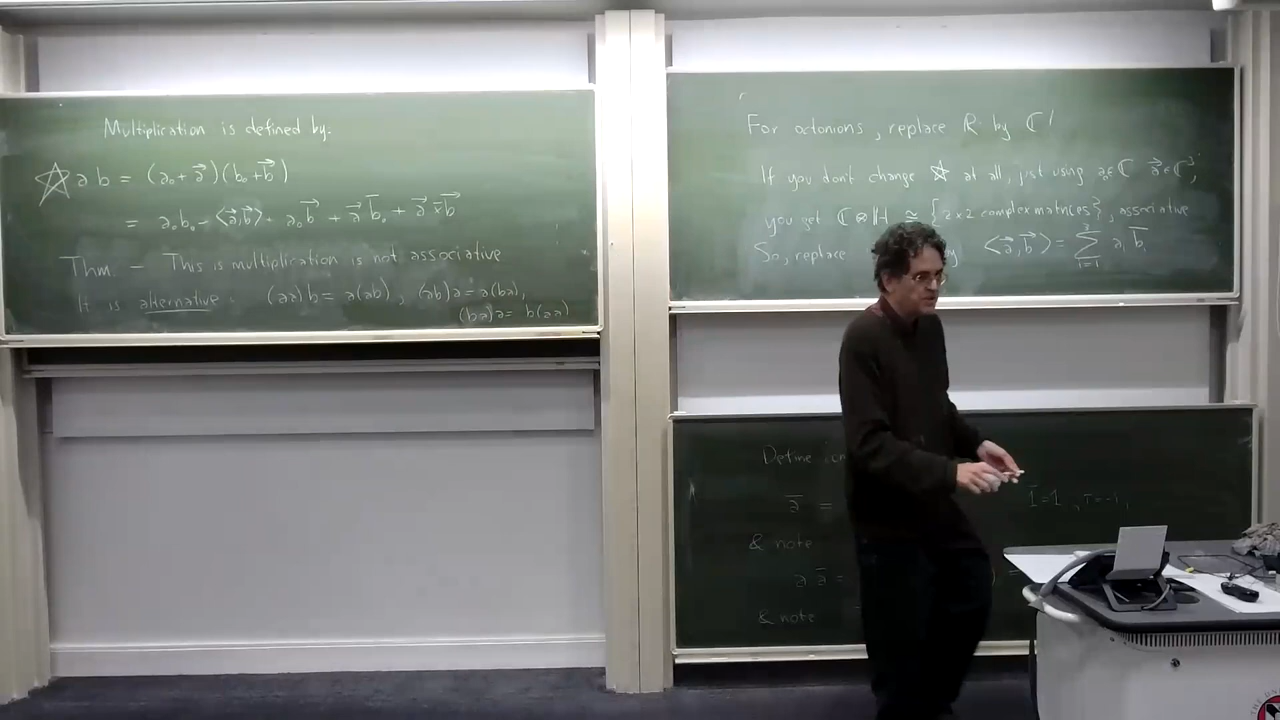 Multiplication is defined by:
☆ a b = (a₀ + a⃗)(b₀ + b⃗)
= a₀b₀ - ⟨a⃗,b⃗⟩ + a₀b⃗ + a⃗ b̄₀ + a⃗ × b⃗
Thm. - This is multiplication is not associative
It is alternative: (aa)b = a(ab), (ab)a = a(ba),
(ba)a = b(aa)
For octonions, replace ℝ by ℂ!
If you don't change ☆ at all, just using a₀∈ℂ a⃗∈ℂ³,
you get ℂ⊗ℍ ≅ {2×2 complex matrices}, associative
So, replace ⟨a⃗,b⃗⟩ = ∑ᵢ₌₁³ aᵢ b̄ᵢ
Define
ā = 1̄=1
& note
a ā = ) =
& note